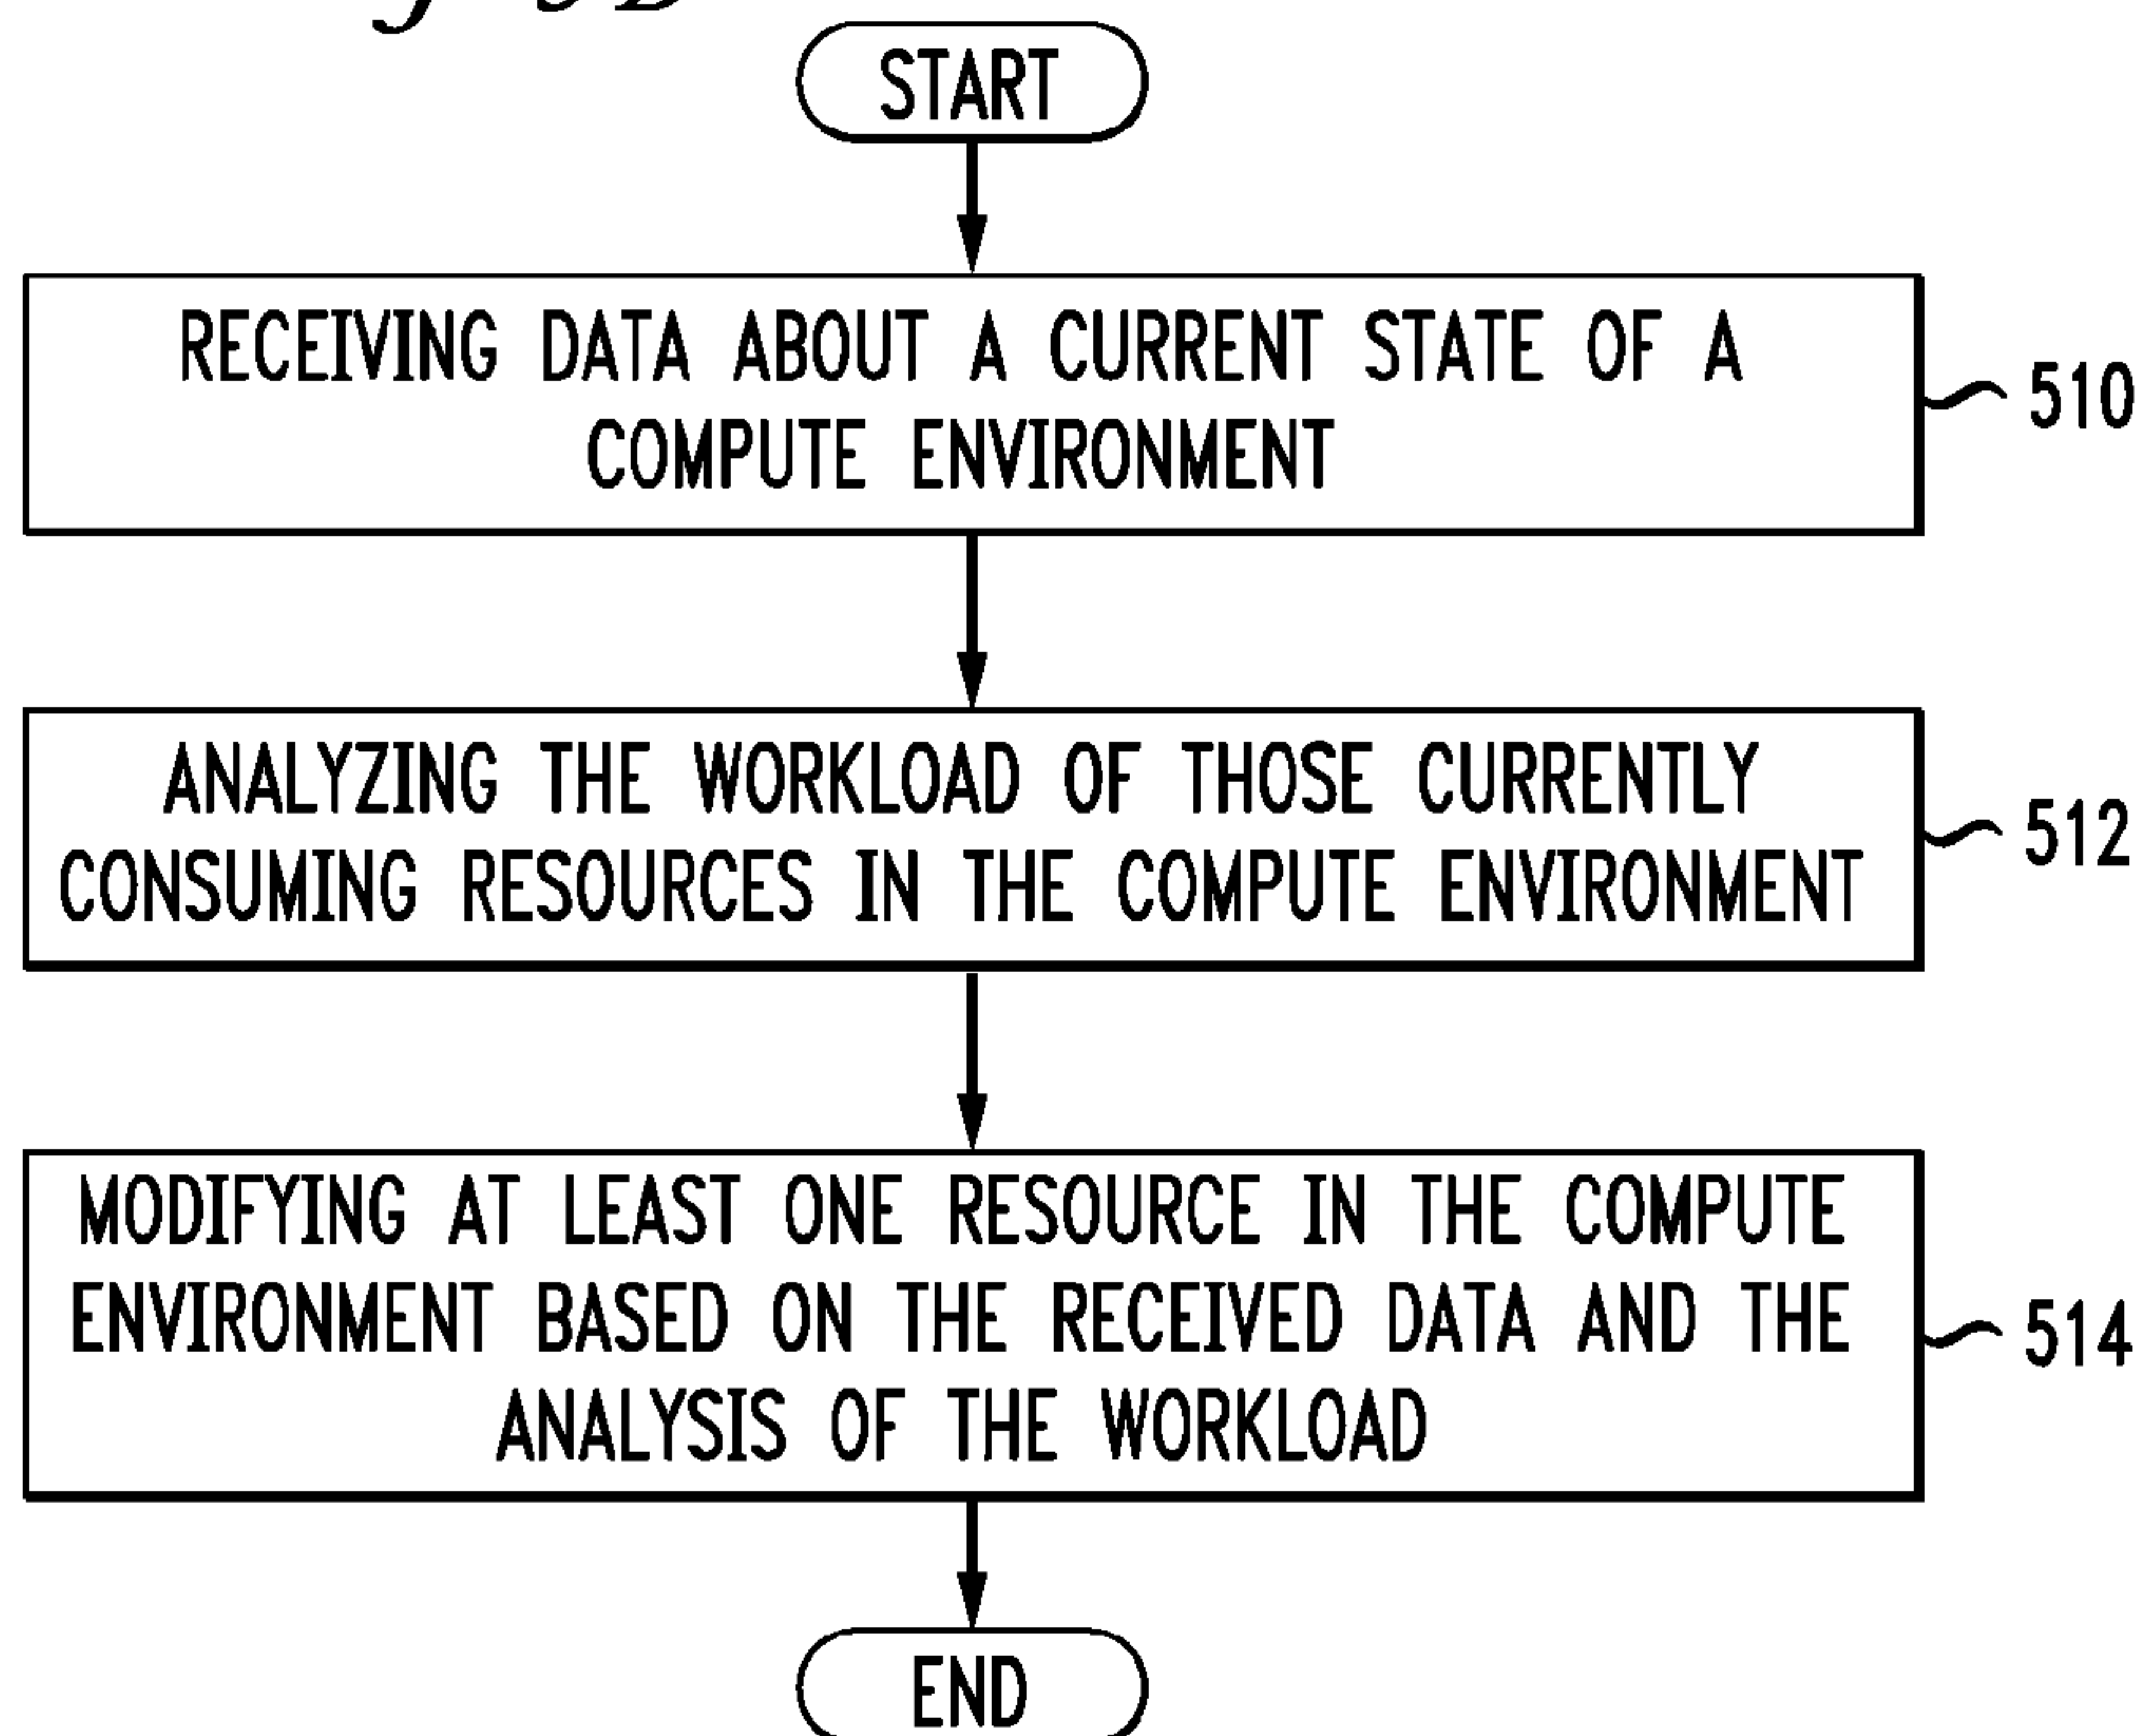 START
RECEIVING DATA ABOUT A CURRENT STATE OF A
COMPUTE ENVIRONMENT
510
ANALYZING THE WORKLOAD OF THOSE CURRENTLY
CONSUMING RESOURCES IN THE COMPUTE ENVIRONMENT
512
MODIFYING AT LEAST ONE RESOURCE IN THE COMPUTE
ENVIRONMENT BASED ON THE RECEIVED DATA AND THE
ANALYSIS OF THE WORKLOAD
514
END